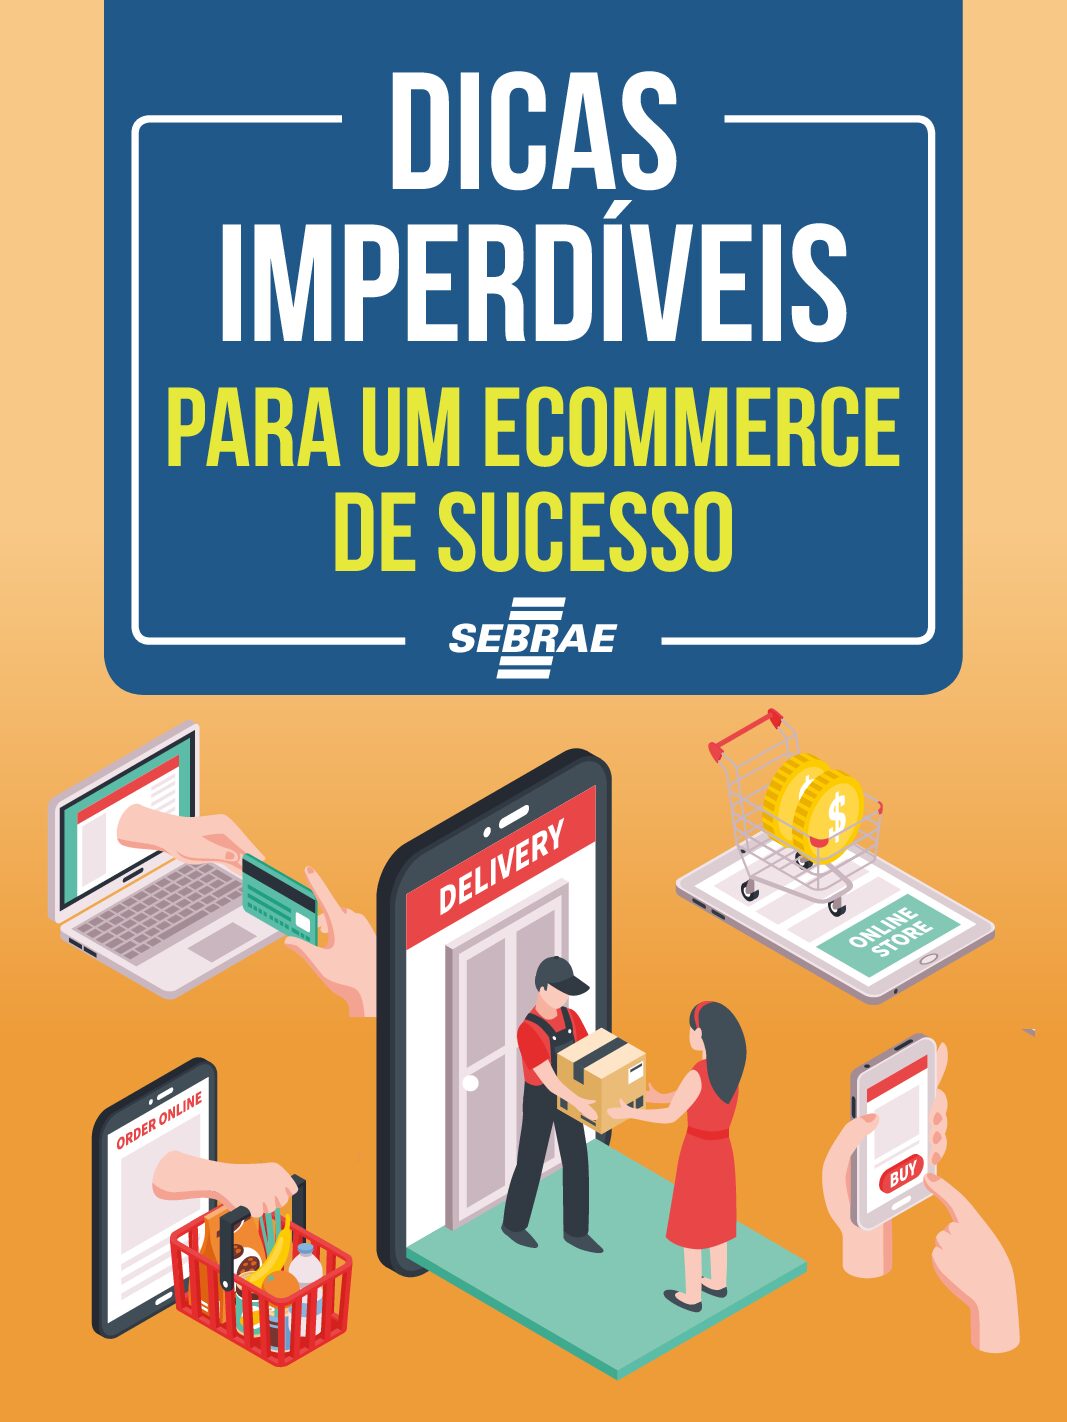 DICAS
IMPERDÍVEIS
PARA UM ECOMMERCE
DE SUCESSO
SEBRAE
DELIVERY
$
ONLINE
STORE
ORDER ONLINE
BUY